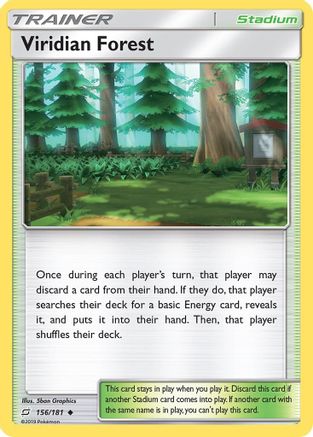 TRAINER Stadium
Viridian Forest
Once during each player's turn, that player may
discard a card from their hand. If they do, that player
searches their deck for a basic Energy card, reveals
it, and puts it into their hand. Then, that player
shuffles their deck.
This card stays in play when you play it. Discard this card if
another Stadium card comes into play. If another card with
the same name is in play, you can't play this card.
Illus. 5ban Graphics
156/181 ◆
©2019 Pokémon